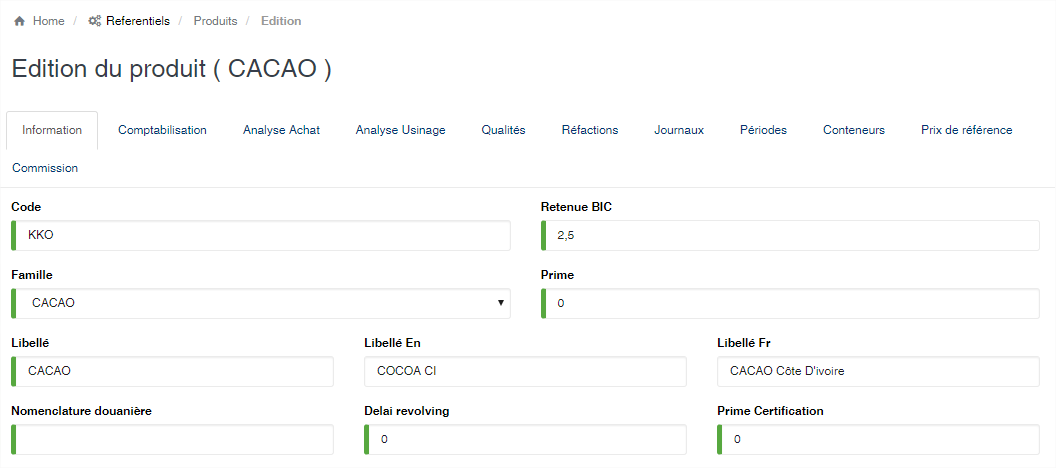 Home / Referentiels / Produits / Edition
Edition du produit ( CACAO )
Information Comptabilisation Analyse Achat Analyse Usinage Qualités Réfactions Journaux Périodes Conteneurs Prix de référence
Commission
Code Retenue BIC
KKO 2,5
Famille Prime
CACAO 0
Libellé Libellé En Libellé Fr
CACAO COCOA CI CACAO Côte D'ivoire
Nomenclature douanière Delai revolving Prime Certification
0 0